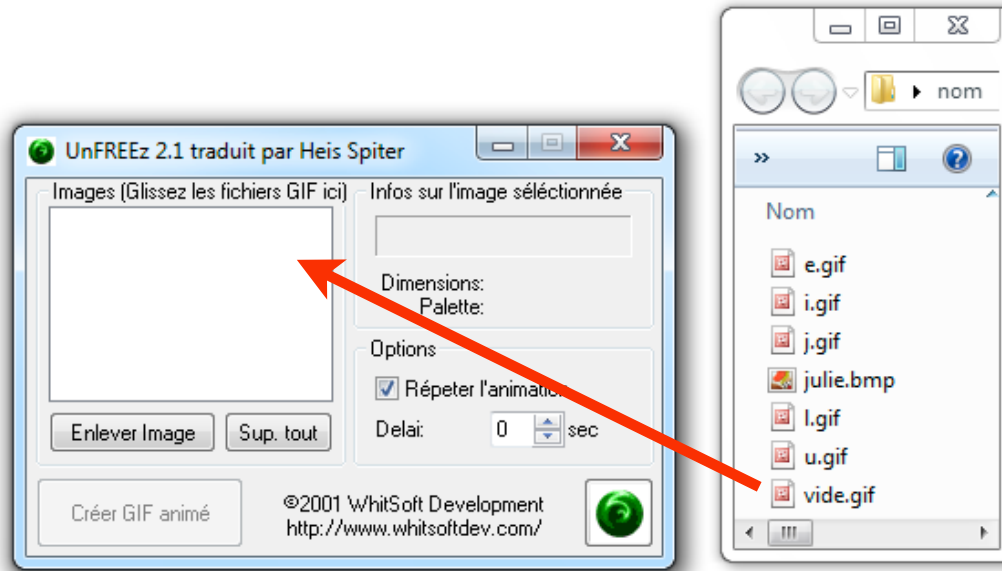 UnFREEz 2.1 traduit par Heis Spiter
Images (Glissez les fichiers GIF ici)
Infos sur l'image séléctionnée
Dimensions:
Palette:
Options
Répeter l'animation
Delai: 0 sec
Enlever Image
Sup. tout
Créer GIF animé
©2001 WhitSoft Development
http://www.whitsoftdev.com/
nom
»
Nom
e.gif
i.gif
j.gif
julie.bmp
l.gif
u.gif
vide.gif